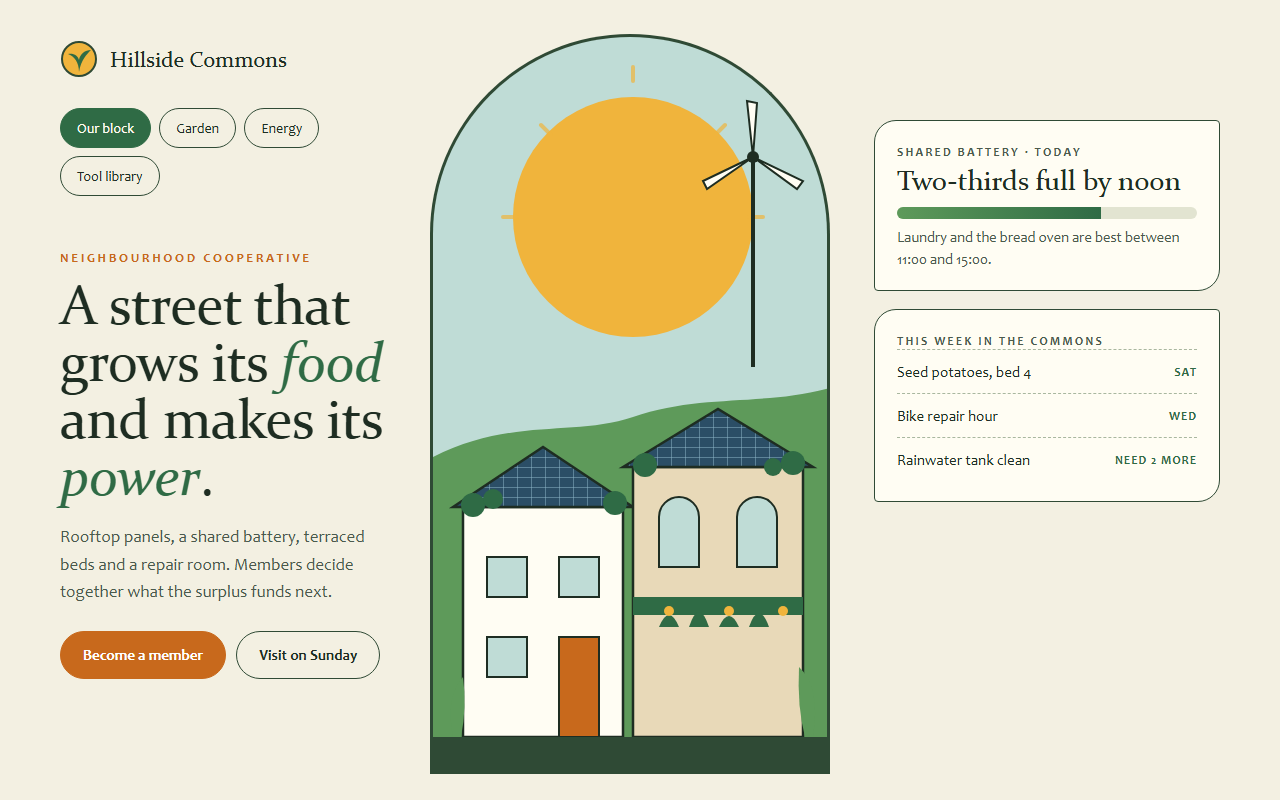 Hillside Commons
Our block
Garden
Energy
Tool library
NEIGHBOURHOOD COOPERATIVE
A street that
grows its food
and makes its
power.
Rooftop panels, a shared battery, terraced
beds and a repair room. Members decide
together what the surplus funds next.
Become a member
Visit on Sunday
SHARED BATTERY · TODAY
Two-thirds full by noon
Laundry and the bread oven are best between
11:00 and 15:00.
THIS WEEK IN THE COMMONS
Seed potatoes, bed 4 SAT
Bike repair hour WED
Rainwater tank clean NEED 2 MORE